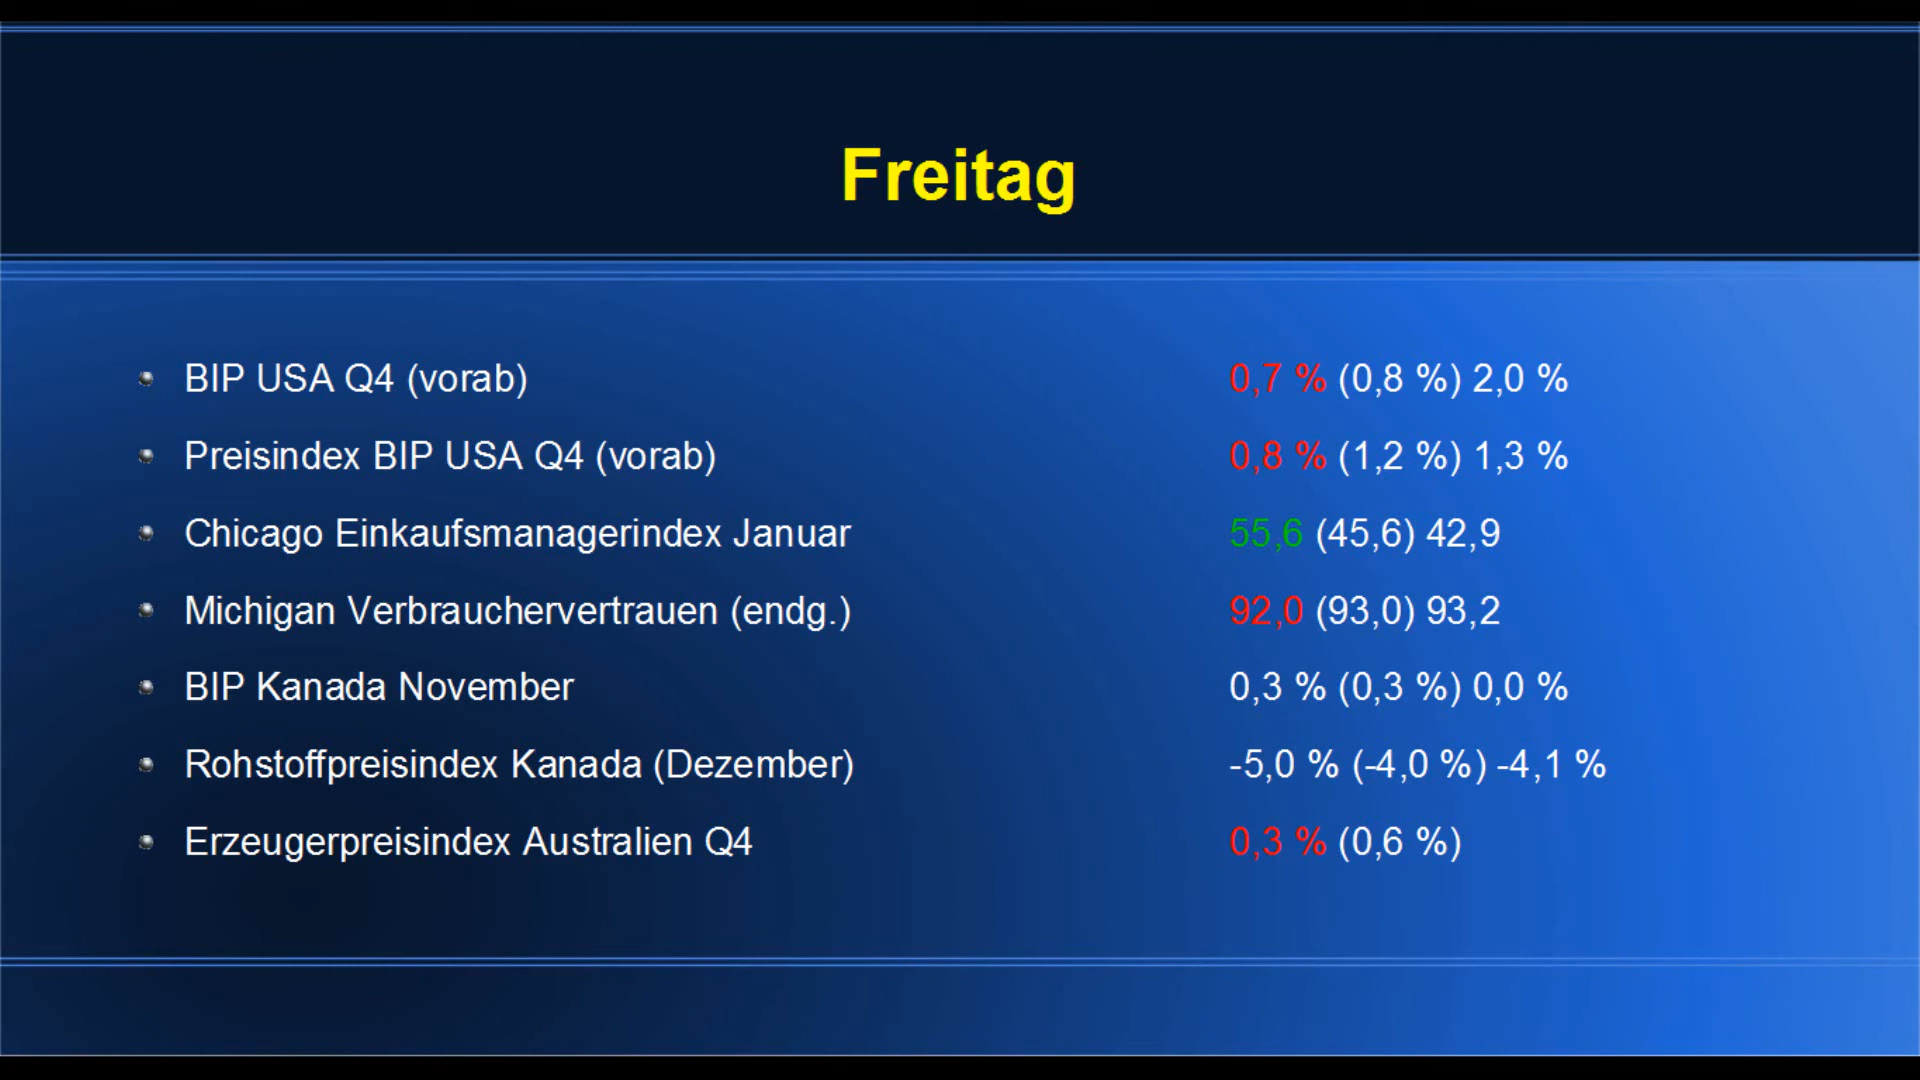 Freitag
BIP USA Q4 (vorab) 0,7 % (0,8 %) 2,0 %
Preisindex BIP USA Q4 (vorab) 0,8 % (1,2 %) 1,3 %
Chicago Einkaufsmanagerindex Januar 55,6 (45,6) 42,9
Michigan Verbrauchervertrauen (endg.) 92,0 (93,0) 93,2
BIP Kanada November 0,3 % (0,3 %) 0,0 %
Rohstoffpreisindex Kanada (Dezember) -5,0 % (-4,0 %) -4,1 %
Erzeugerpreisindex Australien Q4 0,3 % (0,6 %)